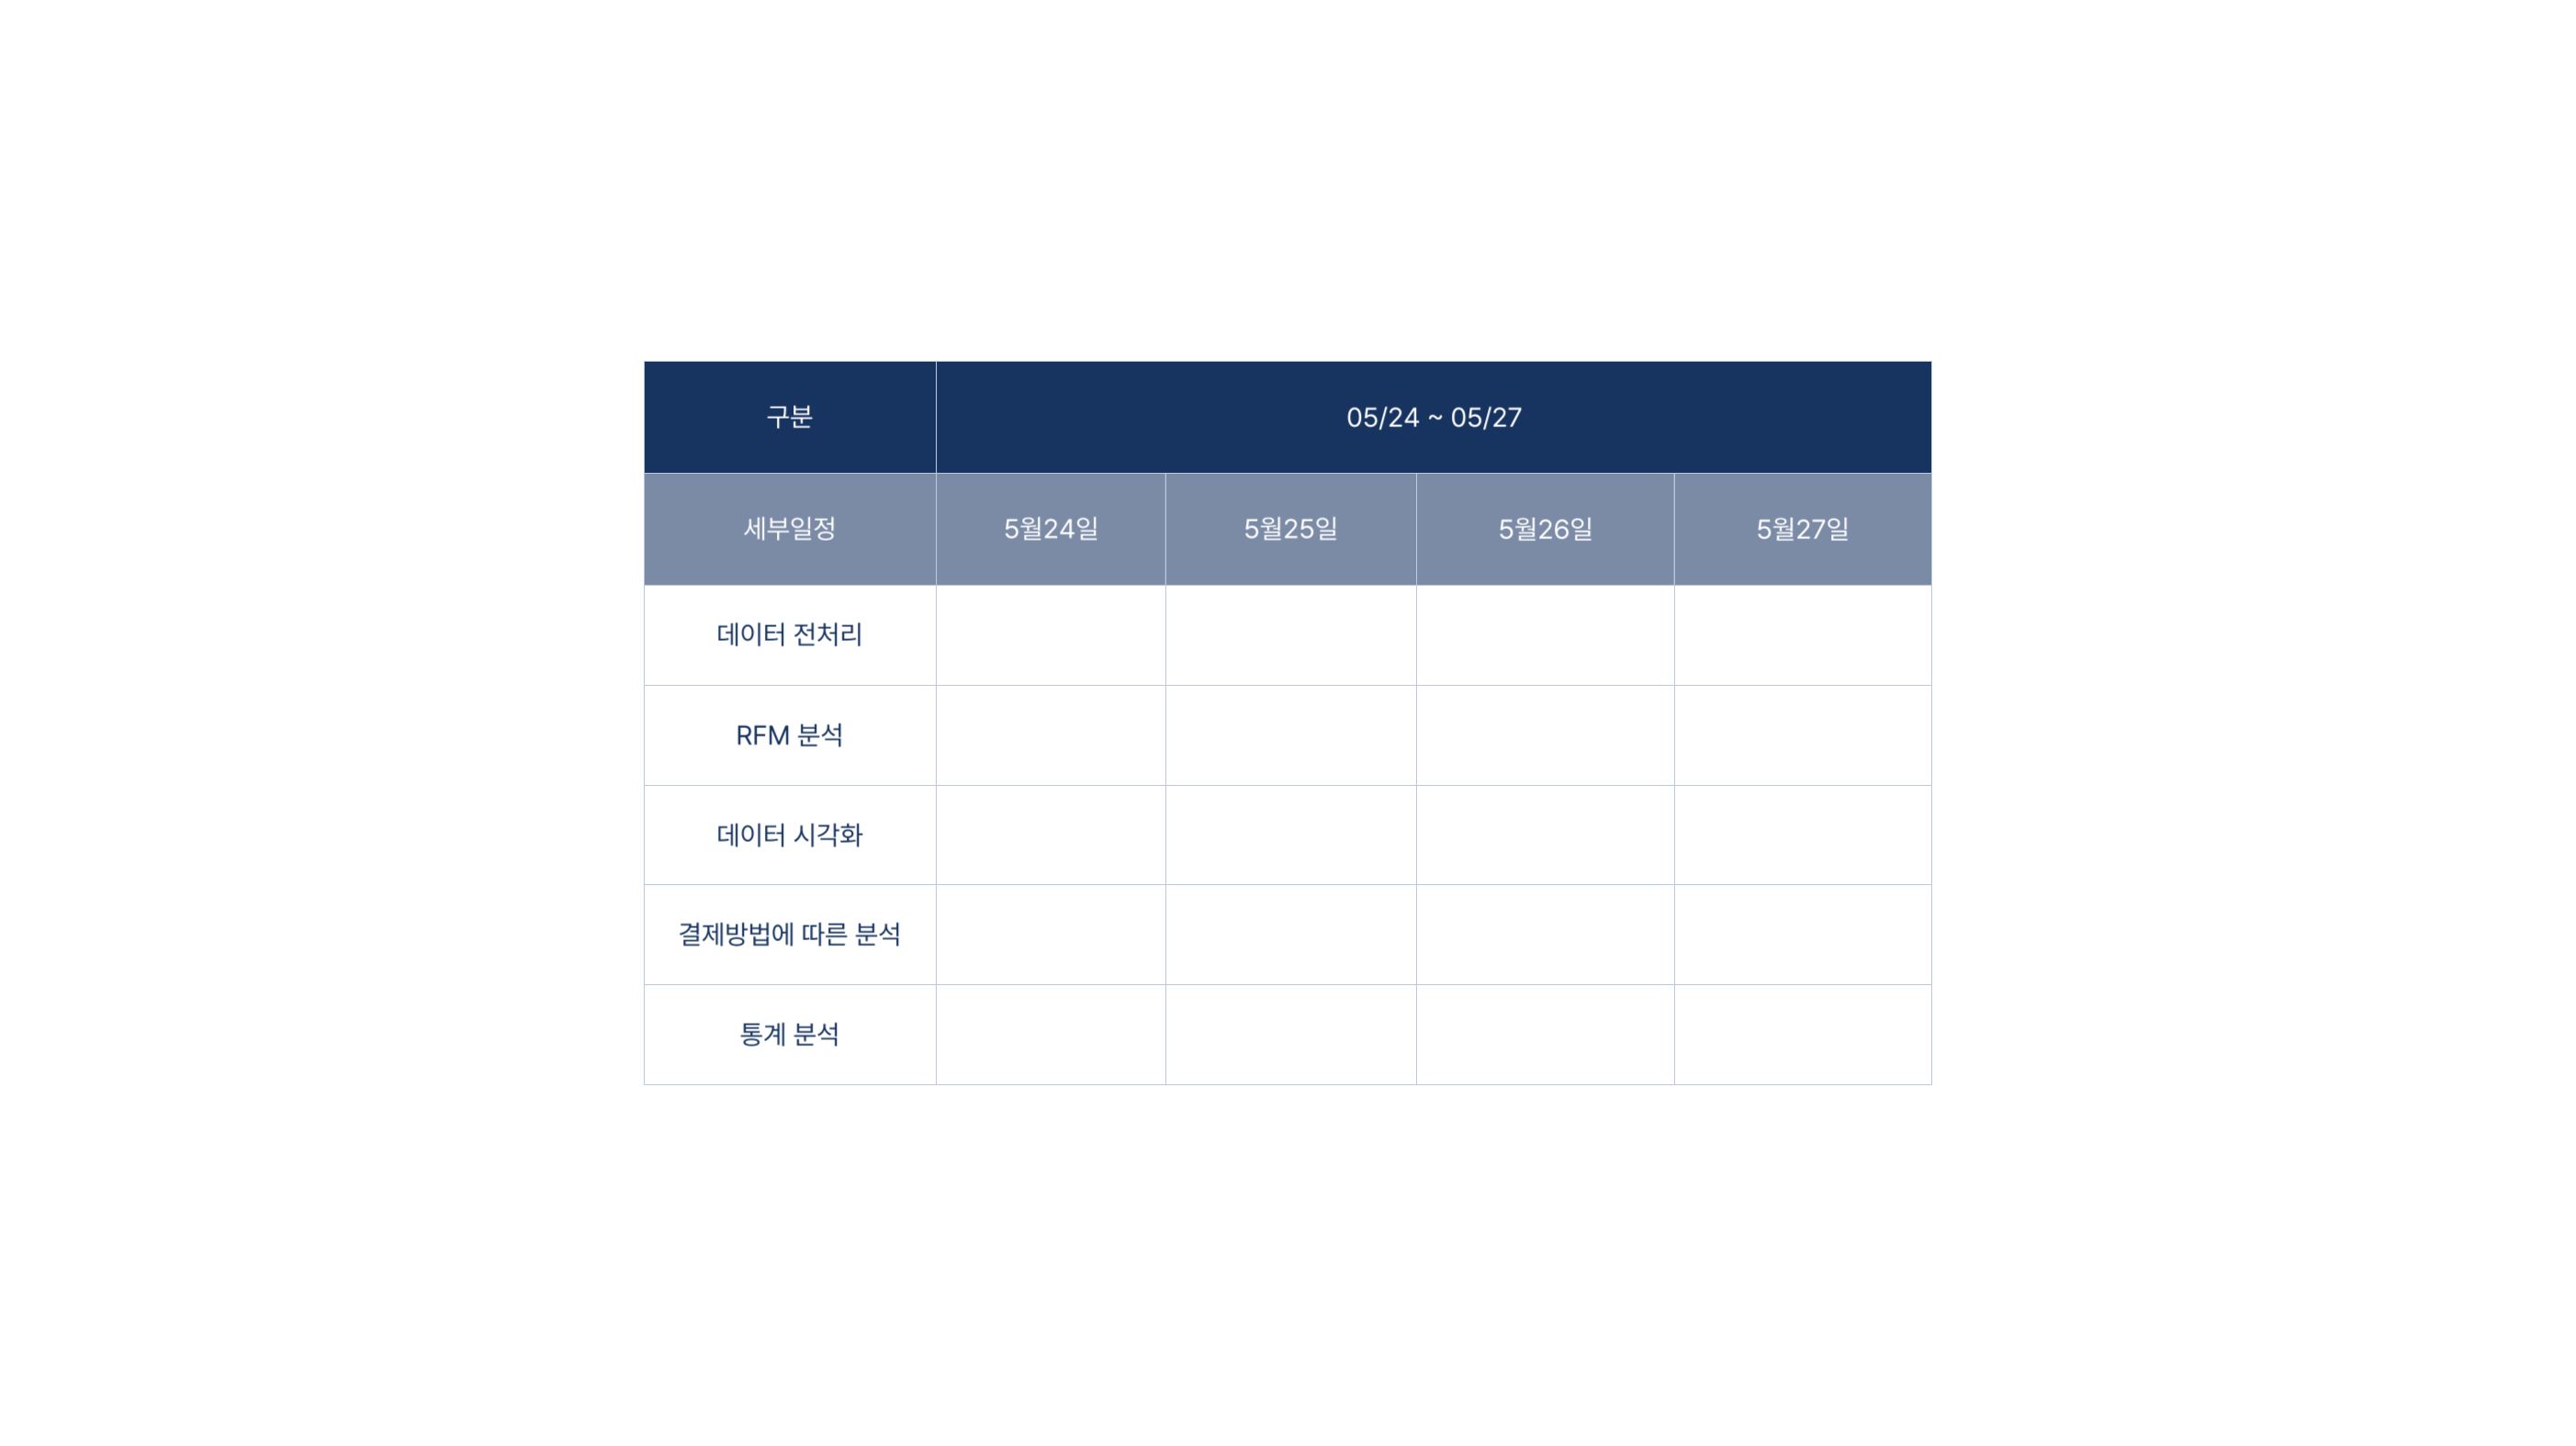 구분
05/24 ~ 05/27
세부일정
5월24일
5월25일
5월26일
5월27일
데이터 전처리
RFM 분석
데이터 시각화
결제방법에 따른 분석
통계 분석